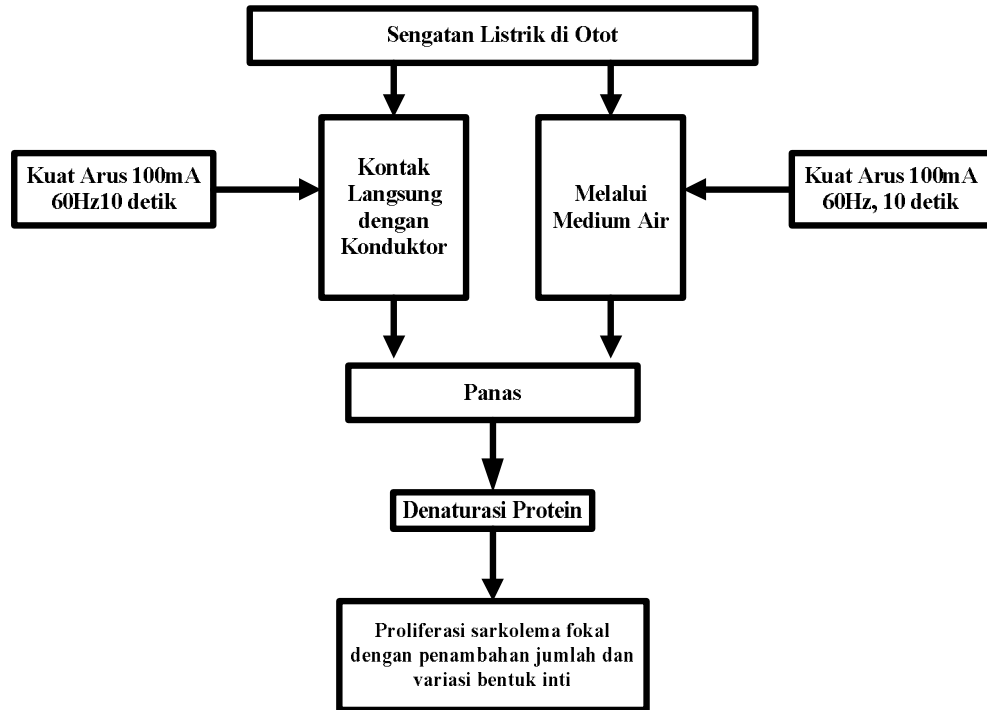 Sengatan Listrik di Otot
Kuat Arus 100mA
60Hz10 detik
Kontak
Langsung
dengan
Konduktor
Melalui
Medium Air
Kuat Arus 100mA
60Hz, 10 detik
Panas
Denaturasi Protein
Proliferasi sarkolema fokal
dengan penambahan jumlah dan
variasi bentuk inti